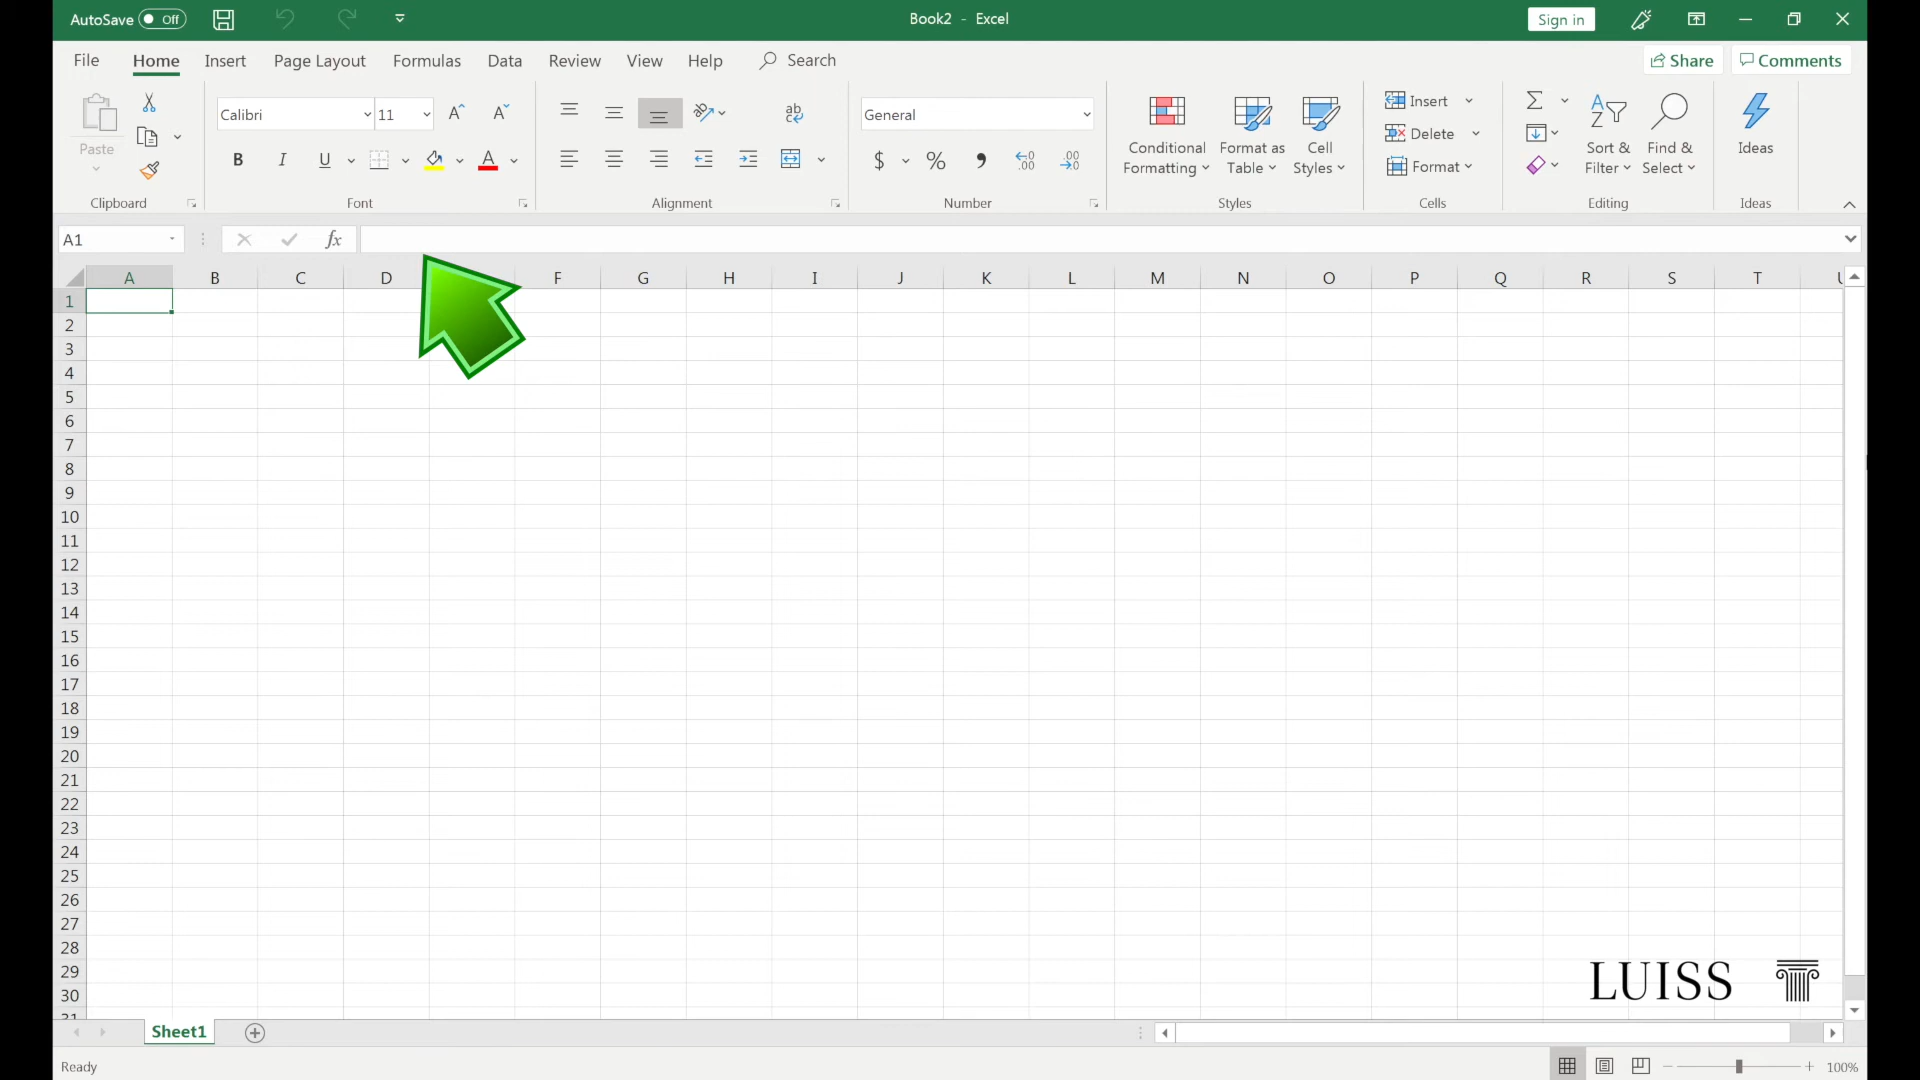 AutoSave Off
Book2 - Excel
Sign in
File Home Insert Page Layout Formulas Data Review View Help Search
Share Comments
Paste
Calibri 11
B I U
ab
General
$ % ,
Conditional Formatting
Format as Table
Cell Styles
Insert
Delete
Format
Sort & Filter
Find & Select
Ideas
Clipboard Font Alignment Number Styles Cells Editing Ideas
A1
fx
A B C D F G H I J K L M N O P Q R S T U
1
2
3
4
5
6
7
8
9
10
11
12
13
14
15
16
17
18
19
20
21
22
23
24
25
26
27
28
29
30
31
LUISS
Sheet1
Ready
100%